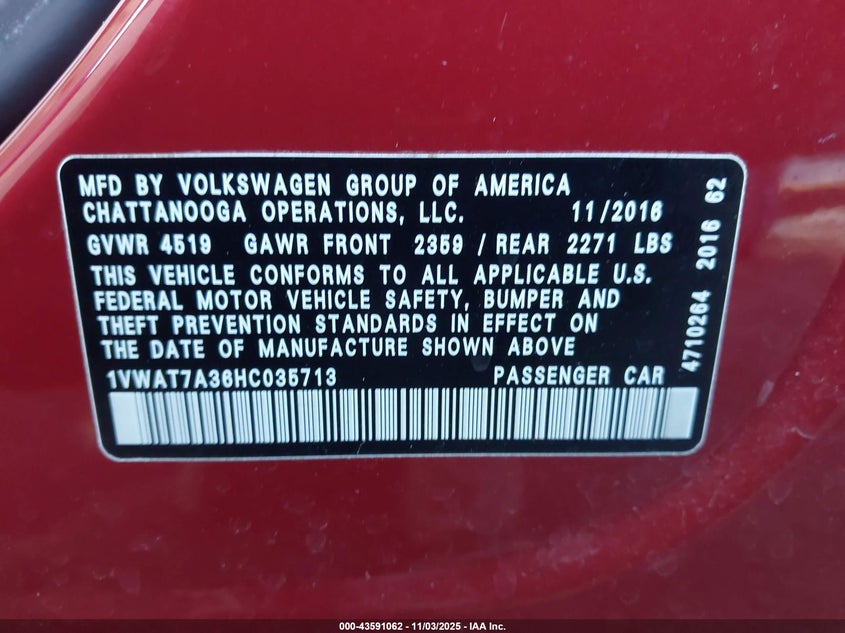 MFD BY VOLKSWAGEN GROUP OF AMERICA
CHATTANOOGA OPERATIONS, LLC. 11/2016
GVWR 4519 GAWR FRONT 2359 / REAR 2271 LBS
THIS VEHICLE CONFORMS TO ALL APPLICABLE U.S.
FEDERAL MOTOR VEHICLE SAFETY, BUMPER AND
THEFT PREVENTION STANDARDS IN EFFECT ON
THE DATE OF MANUFACTURE SHOWN ABOVE
1VWAT7A36HC035713 PASSENGER CAR
4710264 2016 62
000-43591062 - 11/03/2025 - IAA Inc.